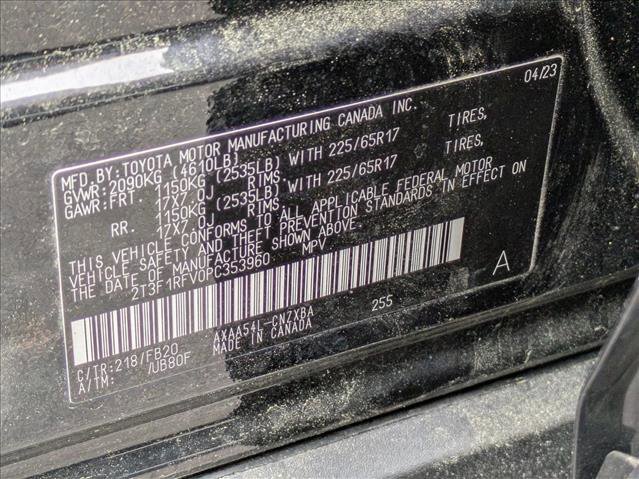 04/23
MFD.BY:TOYOTA MOTOR MANUFACTURING CANADA INC.
GVWR:2090KG (4610LB)
GAWR:FRT. 1150KG (2535LB) WITH 225/65R17 TIRES,
17X7.0J RIMS.
RR. 1150KG (2535LB) WITH 225/65R17 TIRES,
17X7.0J RIMS.
THIS VEHICLE CONFORMS TO ALL APPLICABLE FEDERAL MOTOR
VEHICLE SAFETY AND THEFT PREVENTION STANDARDS IN EFFECT ON
THE DATE OF MANUFACTURE SHOWN ABOVE.
2T3F1RFV0PC353960 MPV
A
C/TR:218/FB20 AXAA54L-CNZXBA 255
A/TM: /UB80F MADE IN CANADA